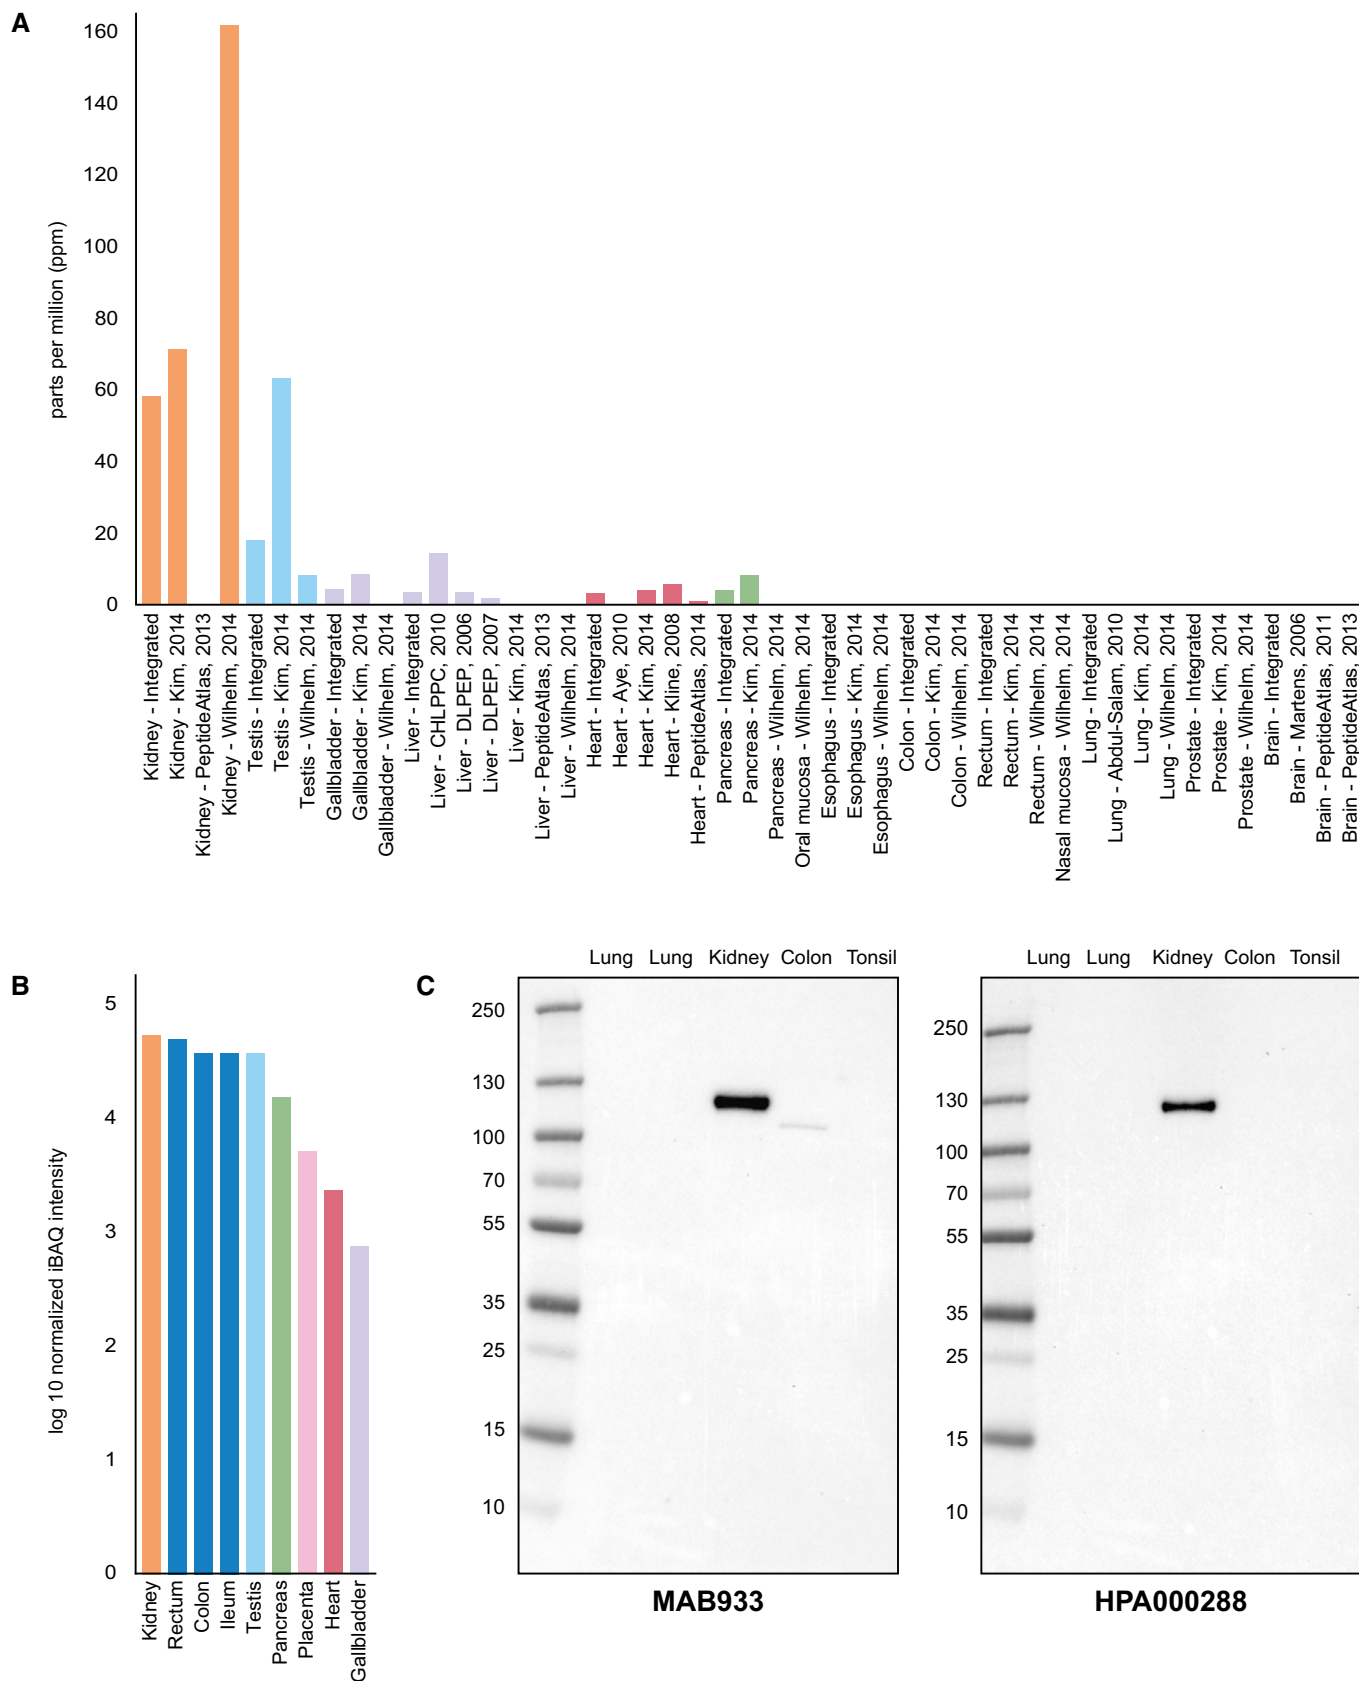 A
parts per million (ppm)
160
140
120
100
80
60
40
20
0
Kidney - Integrated
Kidney - Kim, 2014
Kidney - PeptideAtlas, 2013
Kidney - Wilhelm, 2014
Testis - Integrated
Testis - Kim, 2014
Testis - Wilhelm, 2014
Gallbladder - Integrated
Gallbladder - Kim, 2014
Gallbladder - Wilhelm, 2014
Liver - Integrated
Liver - CHLPPC, 2010
Liver - DLPEP, 2006
Liver - DLPEP, 2007
Liver - Kim, 2014
Liver - PeptideAtlas, 2013
Liver - Wilhelm, 2014
Heart - Integrated
Heart - Aye, 2010
Heart - Kim, 2014
Heart - Kline, 2008
Heart - PeptideAtlas, 2014
Pancreas - Integrated
Pancreas - Kim, 2014
Pancreas - Wilhelm, 2014
Oral mucosa - Wilhelm, 2014
Esophagus - Integrated
Esophagus - Kim, 2014
Esophagus - Wilhelm, 2014
Colon - Integrated
Colon - Kim, 2014
Colon - Wilhelm, 2014
Rectum - Integrated
Rectum - Kim, 2014
Rectum - Wilhelm, 2014
Nasal mucosa - Wilhelm, 2014
Lung - Integrated
Lung - Abdul-Salam, 2010
Lung - Kim, 2014
Lung - Wilhelm, 2014
Prostate - Integrated
Prostate - Kim, 2014
Prostate - Wilhelm, 2014
Brain - Integrated
Brain - Martens, 2006
Brain - PeptideAtlas, 2011
Brain - PeptideAtlas, 2013
B
log 10 normalized iBAQ intensity
5
4
3
2
1
0
Kidney
Rectum
Colon
Ileum
Testis
Pancreas
Placenta
Heart
Gallbladder
C
Lung Lung Kidney Colon Tonsil
250
130
100
70
55
35
25
15
10
MAB933
Lung Lung Kidney Colon Tonsil
250
130
100
70
55
35
25
15
10
HPA000288